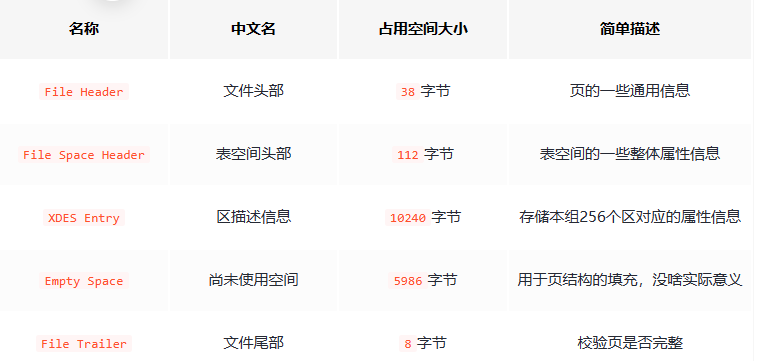 名称 中文名 占用空间大小 简单描述
File Header 文件头部 38 字节 页的一些通用信息
File Space Header 表空间头部 112 字节 表空间的一些整体属性信息
XDES Entry 区描述信息 10240 字节 存储本组256个区对应的属性信息
Empty Space 尚未使用空间 5986 字节 用于页结构的填充，没啥实际意义
File Trailer 文件尾部 8 字节 校验页是否完整